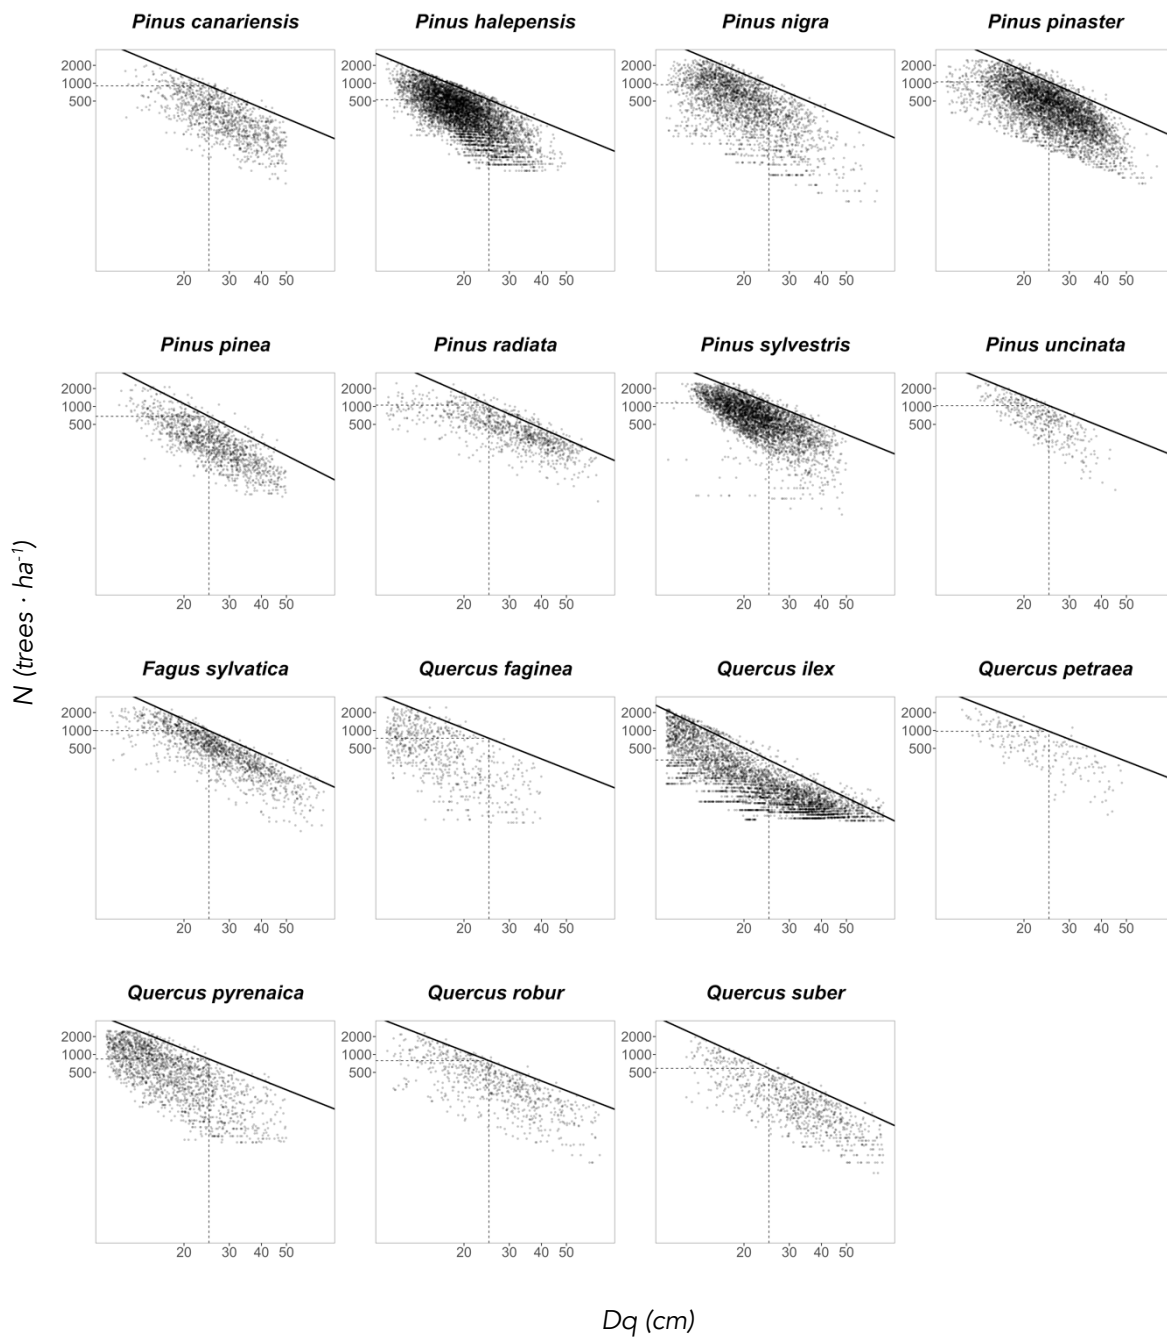 Pinus canariensis Pinus halepensis Pinus nigra Pinus pinaster
2000 2000 2000 2000
1000 1000 1000 1000
500 500 500 500
20 30 40 50 20 30 40 50 20 30 40 50 20 30 40 50
Pinus pinea Pinus radiata Pinus sylvestris Pinus uncinata
2000 2000 2000 2000
1000 1000 1000 1000
500 500 500 500
20 30 40 50 20 30 40 50 20 30 40 50 20 30 40 50
N (trees · ha⁻¹)
Fagus sylvatica Quercus faginea Quercus ilex Quercus petraea
2000 2000 2000 2000
1000 1000 1000 1000
500 500 500 500
20 30 40 50 20 30 40 50 20 30 40 50 20 30 40 50
Quercus pyrenaica Quercus robur Quercus suber
2000 2000 2000
1000 1000 1000
500 500 500
20 30 40 50 20 30 40 50 20 30 40 50
Dq (cm)